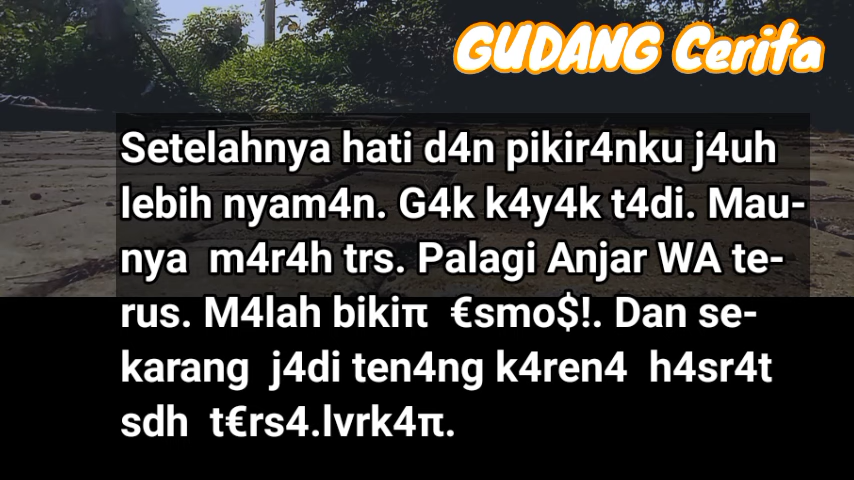 GUDANG Cerita
Setelahnya hati d4n pikir4nku j4uh
lebih nyam4n. G4k k4y4k t4di. Mau-
nya m4r4h trs. Palagi Anjar WA te-
rus. M4lah bikiπ €smo$!. Dan se-
karang j4di ten4ng k4ren4 h4sr4t
sdh t€rs4.lvrk4π.